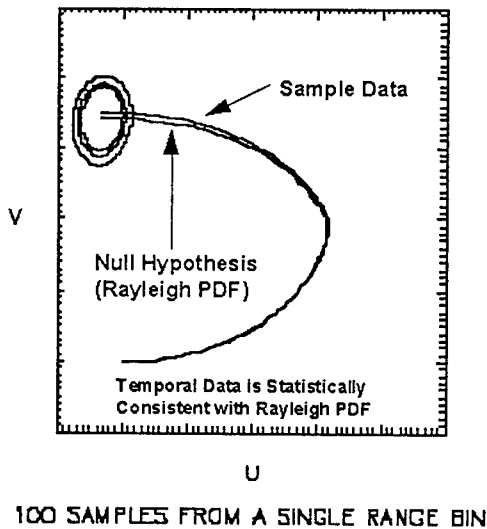 Sample Data
V
Null Hypothesis
(Rayleigh PDF)
Temporal Data is Statistically
Consistent with Rayleigh PDF
U
100 SAMPLES FROM A SINGLE RANGE BIN